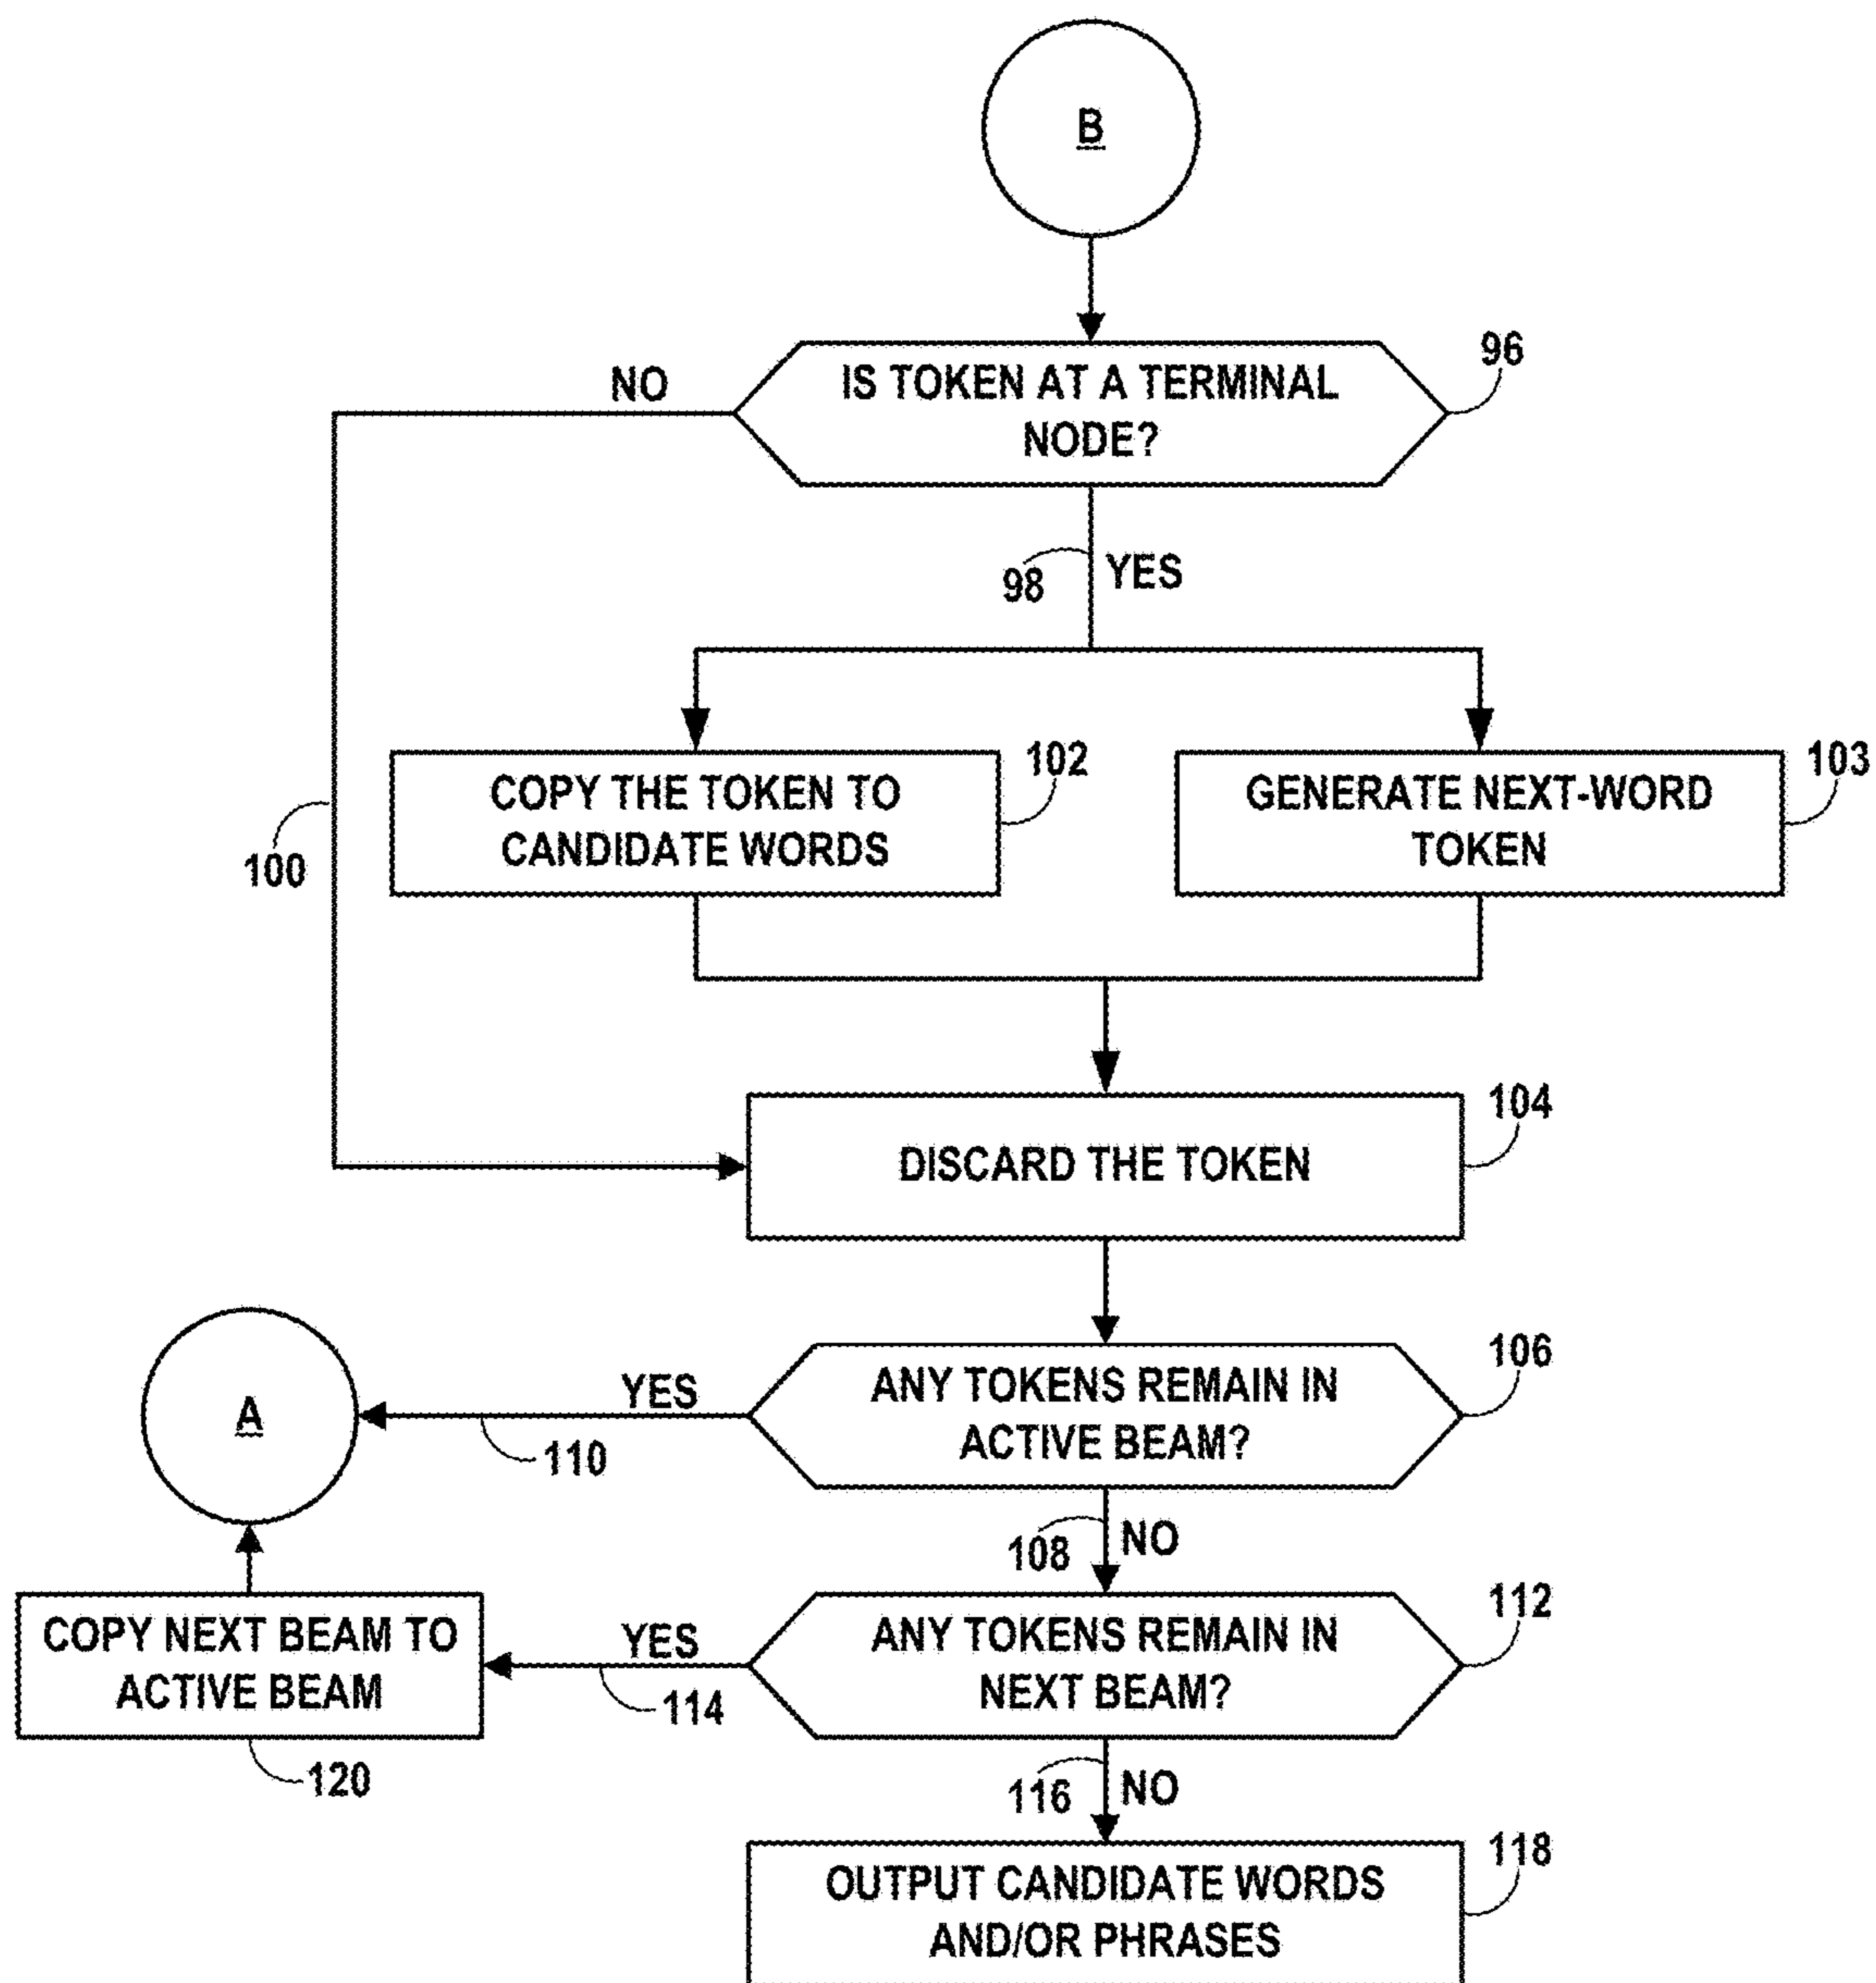 B
IS TOKEN AT A TERMINAL
NODE?
96
NO
98
YES
100
COPY THE TOKEN TO
CANDIDATE WORDS
102
GENERATE NEXT-WORD
TOKEN
103
DISCARD THE TOKEN
104
A
YES
110
ANY TOKENS REMAIN IN
ACTIVE BEAM?
106
108
NO
COPY NEXT BEAM TO
ACTIVE BEAM
120
YES
114
ANY TOKENS REMAIN IN
NEXT BEAM?
112
116
NO
OUTPUT CANDIDATE WORDS
AND/OR PHRASES
118